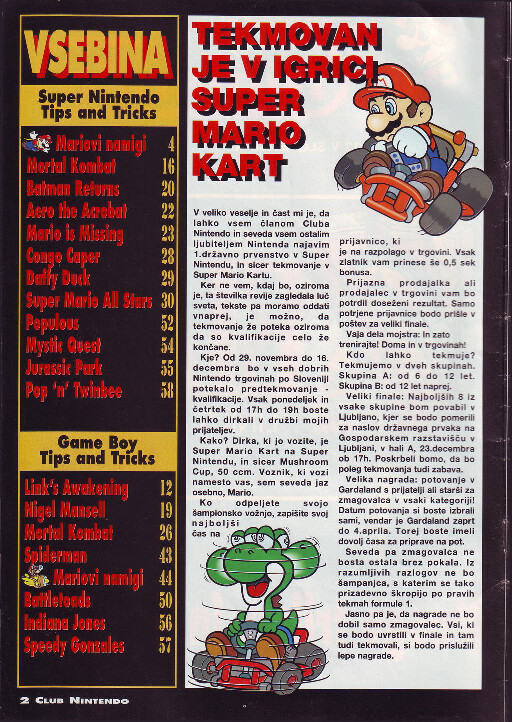 VSEBINA
Super Nintendo
Tips and Tricks
Mariovi namigi 4
Mortal Kombat 16
Batman Returns 20
Aero the Acrobat 22
Mario is Missing 23
Congo Caper 28
Daffy Duck 29
Super Mario All Stars 30
Populous 52
Mystic Quest 54
Jurassic Park 55
Pop 'n' Twinbee 58
Game Boy
Tips and Tricks
Link's Awakening 12
Nigel Mansell 19
Mortal Kombat 26
Spiderman 43
Mariovi namigi 44
Battletoads 50
Indiana Jones 56
Speedy Gonzales 57
TEKMOVAN
JE V IGRICI
SUPER
MARIO
KART
V veliko veselje in čast mi je, da
lahko vsem članom Cluba
Nintendo in seveda vsem ostalim
ljubiteljem Nintenda najavim
1.državno prvenstvo v Super
Nintendu, in sicer tekmovanje v
Super Mario Kartu.
Ker ne vem, kdaj bo, oziroma
je, ta številka revije zagledala luč
sveta, tekste pa moramo oddati
vnaprej, je možno, da
tekmovanje že poteka oziroma
da so kvalifikacije celo že
končane.
Kje? Od 29. novembra do 16.
decembra bo v vseh dobrih
Nintendo trgovinah po Sloveniji
potekalo predtekmovanje -
kvalifikacije. Vsak ponedeljek in
četrtek od 17h do 19h boste
lahko dirkali v družbi mojih
prijateljev.
Kako? Dirka, ki jo vozite, je
Super Mario Kart na Super
Nintendu, in sicer Mushroom
Cup, 50 ccm. Voznik, ki vozi
namesto vas, sem seveda jaz
osebno, Mario.
Ko odpeljete svojo
šampionsko vožnjo, zapišite svoj
najboljši
čas na
prijavnico, ki
je na razpolago v trgovini. Vsak
zlatnik vam prinese še 0,5 sek
bonusa.
Prijazna prodajalka ali
prodajalec v trgovini vam bo
potrdil doseženi rezultat. Samo
potrjene prijavnice bodo prišle v
poštev za veliki finale.
Vaja dela mojstra: In zato
trenirajte! Doma in v trgovinah!
Kdo lahko tekmuje?
Tekmujemo v dveh skupinah.
Skupina A: od 6 do 12 let.
Skupina B: od 12 let naprej.
Veliki finale: Najboljših 8 iz
vsake skupine bom povabil v
Ljubljano, kjer se bodo pomerili
za naslov državnega prvaka na
Gospodarskem razstavišču v
Ljubljani, v hali A, 23.decembra
ob 17h. Poskrbeli bomo, da bo
poleg tekmovanja tudi zabava.
Velika nagrada: potovanje v
Gardaland s prijatelji ali starši za
zmagovalca v vsaki kategoriji!
Datum potovanja si boste izbrali
sami, vendar je Gardaland zaprt
do 4.aprila. Torej boste imeli
dovolj časa za priprave na pot.
Seveda pa zmagovalca ne
bosta ostala brez pokala. Iz
razumljivih razlogov ne bo
šampanjca, s katerim se tako
prizadevno škropijo po pravih
tekmah formule 1.
Jasno pa je, da nagrade ne bo
dobil samo zmagovalec. Vsi, ki
se bodo uvrstili v finale in tam
tudi tekmovali, si bodo prislužili
lepe nagrade.
2 CLUB NINTENDO